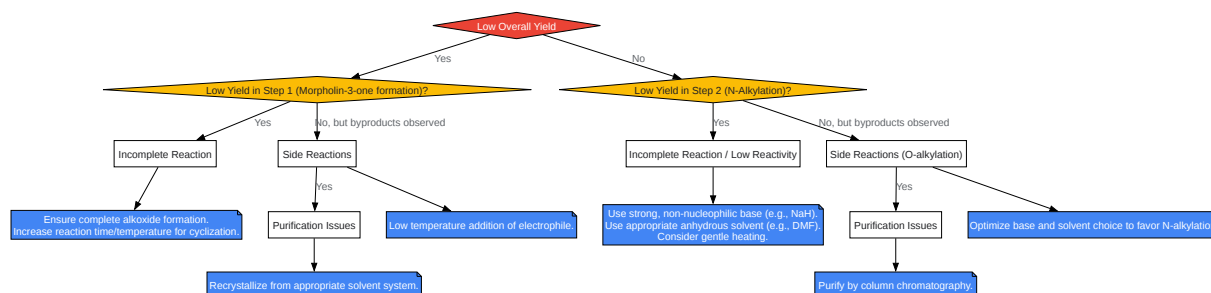 Low Overall Yield
Yes
No
Low Yield in Step 1 (Morpholin-3-one formation)?
Low Yield in Step 2 (N-Alkylation)?
Yes
No, but byproducts observed
Yes
No, but byproducts observed
Incomplete Reaction
Side Reactions
Incomplete Reaction / Low Reactivity
Side Reactions (O-alkylation)
Yes
Yes
Ensure complete alkoxide formation.
Increase reaction time/temperature for cyclization.
Purification Issues
Low temperature addition of electrophile.
Use strong, non-nucleophilic base (e.g., NaH).
Use appropriate anhydrous solvent (e.g., DMF).
Consider gentle heating.
Purification Issues
Optimize base and solvent choice to favor N-alkylatio
Recrystallize from appropriate solvent system.
Purify by column chromatography.